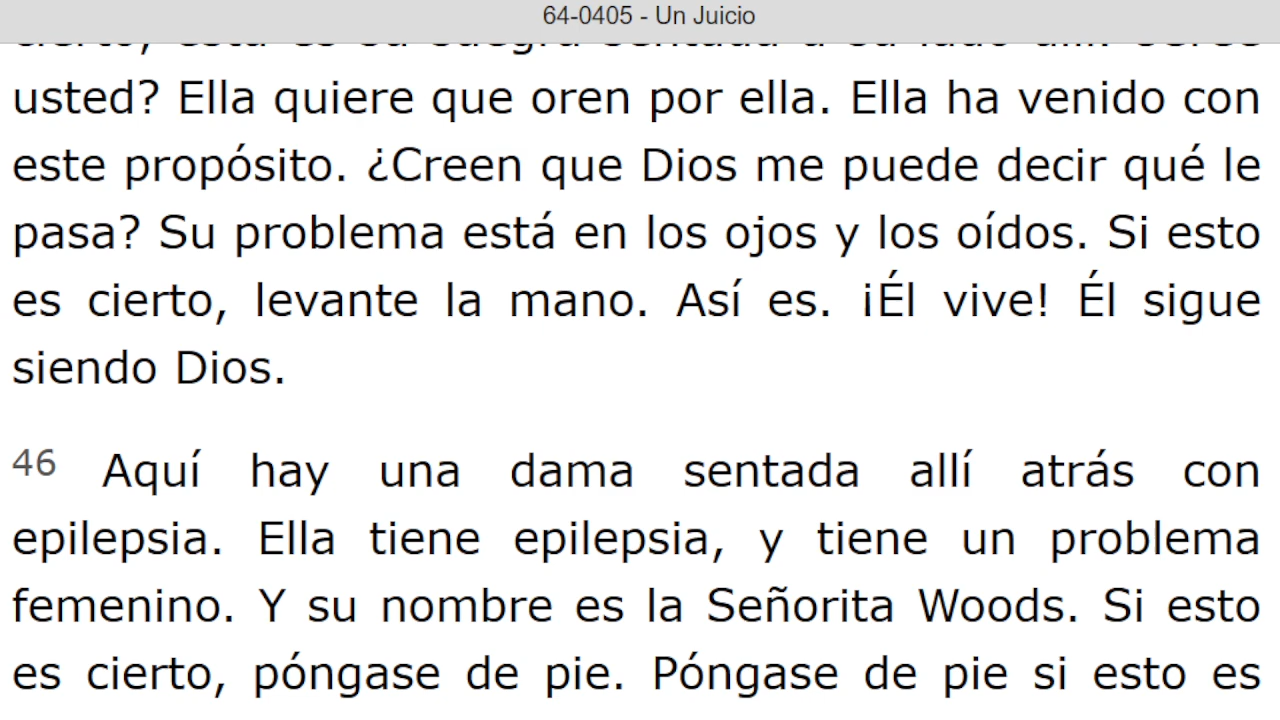 64-0405 - Un Juicio
usted? Ella quiere que oren por ella. Ella ha venido con
este propósito. ¿Creen que Dios me puede decir qué le
pasa? Su problema está en los ojos y los oídos. Si esto
es cierto, levante la mano. Así es. ¡Él vive! Él sigue
siendo Dios.
46 Aquí hay una dama sentada allí atrás con
epilepsia. Ella tiene epilepsia, y tiene un problema
femenino. Y su nombre es la Señorita Woods. Si esto
es cierto, póngase de pie. Póngase de pie si esto es